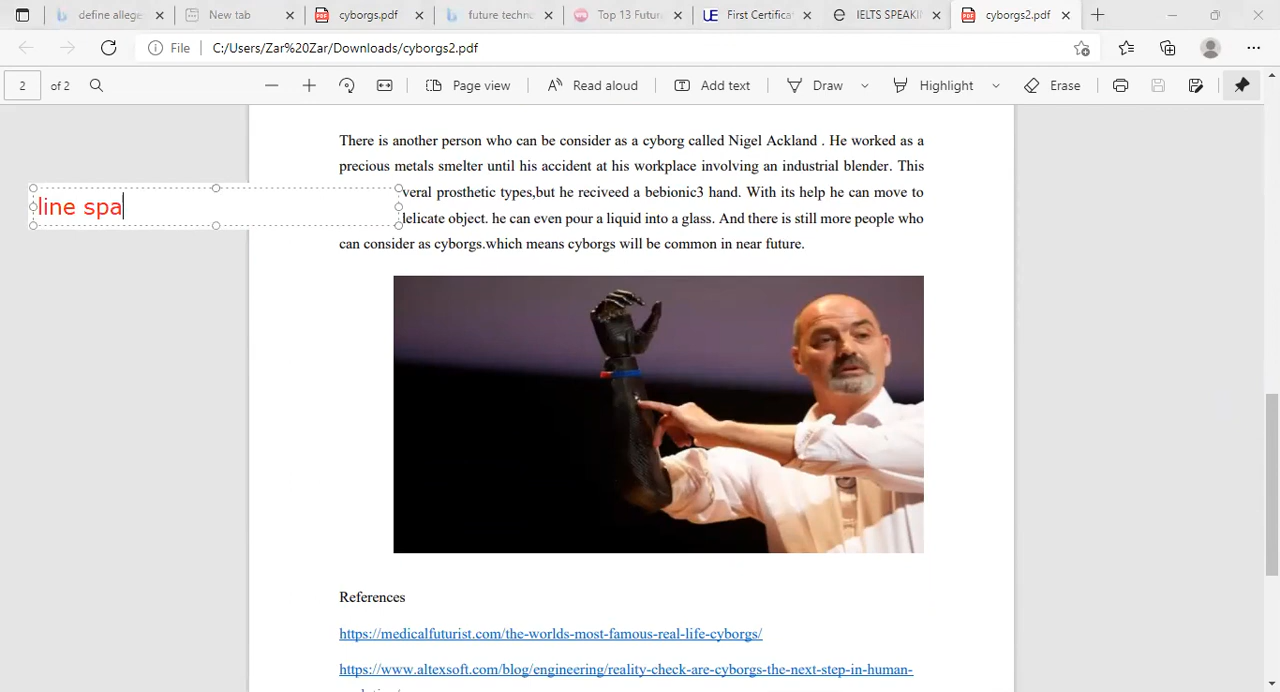 define allege
New tab
cyborgs.pdf
future techno
Top 13 Futur
First Certifica
IELTS SPEAKI
cyborgs2.pdf
File C:/Users/Zar%20Zar/Downloads/cyborgs2.pdf
2 of 2
Page view
Read aloud
Add text
Draw
Highlight
Erase
There is another person who can be consider as a cyborg called Nigel Ackland . He worked as a
precious metals smelter until his accident at his workplace involving an industrial blender. This
veral prosthetic types,but he reciveed a bebionic3 hand. With its help he can move to
line spa
delicate object. he can even pour a liquid into a glass. And there is still more people who
can consider as cyborgs.which means cyborgs will be common in near future.
References
https://medicalfuturist.com/the-worlds-most-famous-real-life-cyborgs/
https://www.altexsoft.com/blog/engineering/reality-check-are-cyborgs-the-next-step-in-human-